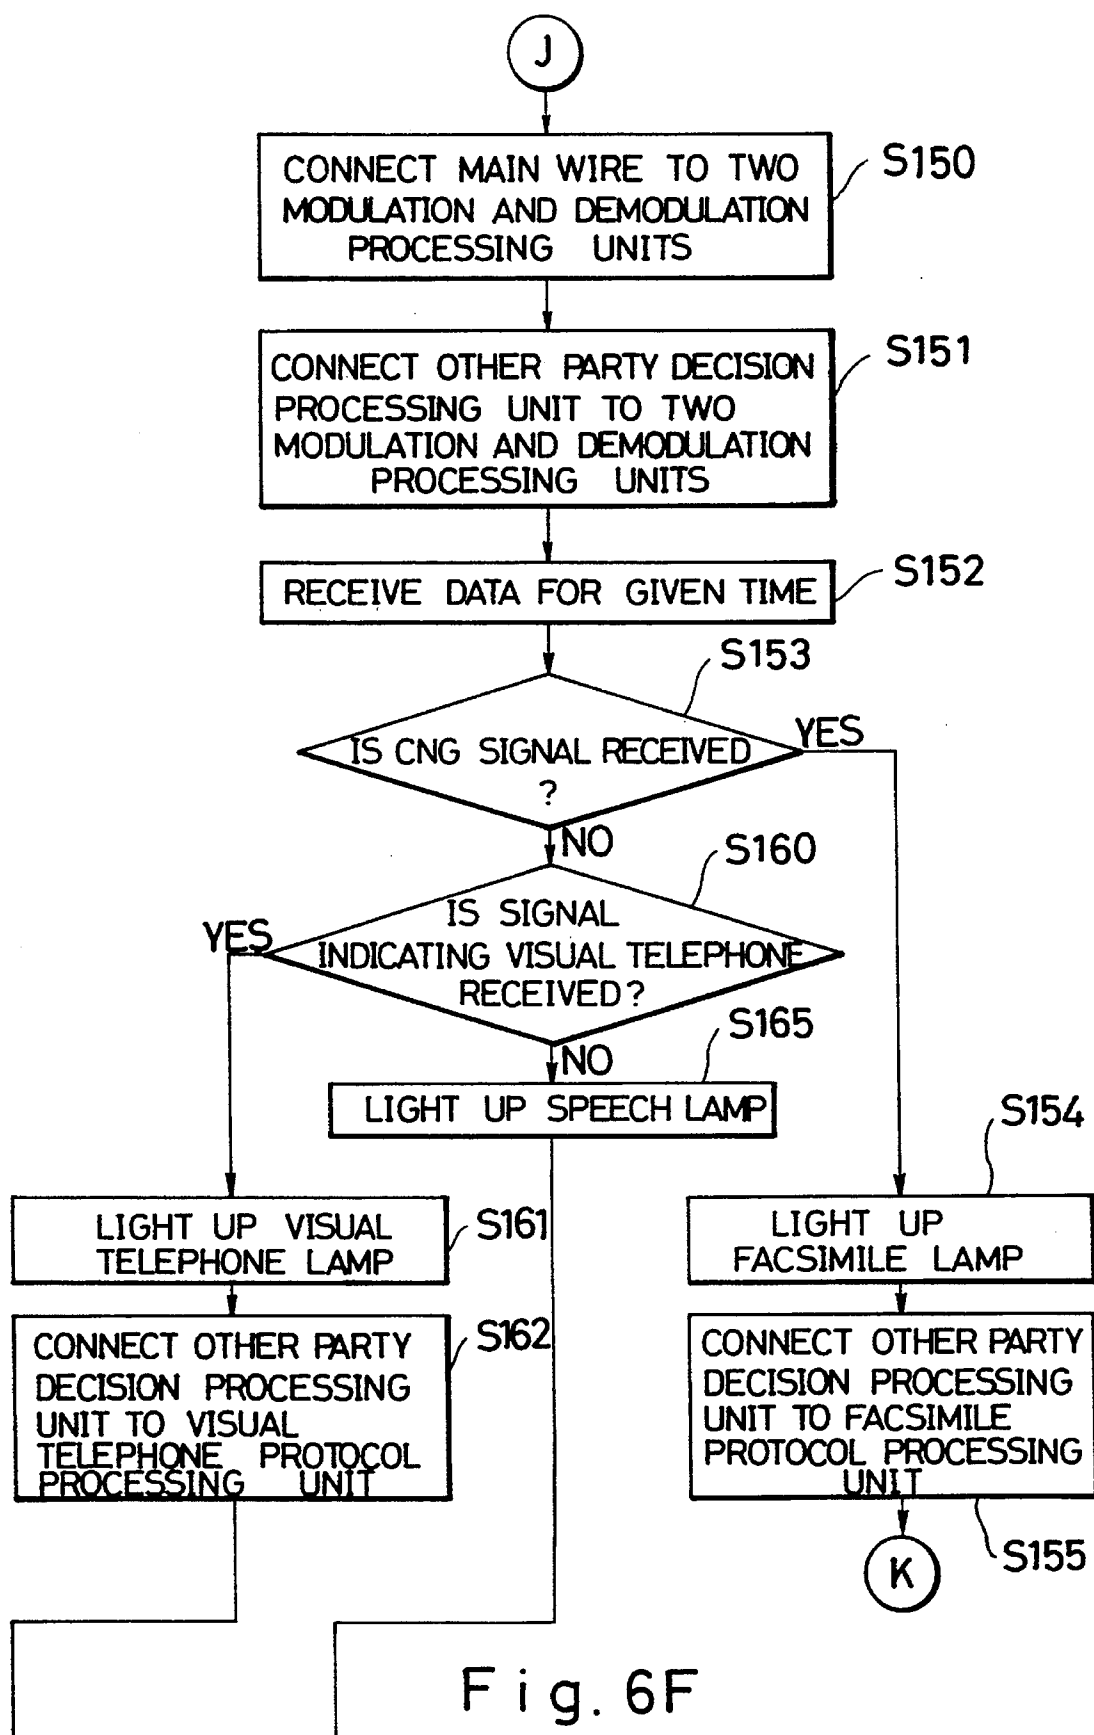 J
CONNECT MAIN WIRE TO TWO
MODULATION AND DEMODULATION
PROCESSING UNITS
S150
CONNECT OTHER PARTY DECISION
PROCESSING UNIT TO TWO
MODULATION AND DEMODULATION
PROCESSING UNITS
S151
RECEIVE DATA FOR GIVEN TIME
S152
S153
IS CNG SIGNAL RECEIVED
?
YES
NO
S160
IS SIGNAL
INDICATING VISUAL TELEPHONE
RECEIVED?
YES
NO
S165
LIGHT UP SPEECH LAMP
S154
LIGHT UP VISUAL
TELEPHONE LAMP
S161
LIGHT UP
FACSIMILE LAMP
CONNECT OTHER PARTY
DECISION PROCESSING
UNIT TO VISUAL
TELEPHONE PROTOCOL
PROCESSING UNIT
S162
CONNECT OTHER PARTY
DECISION PROCESSING
UNIT TO FACSIMILE
PROTOCOL PROCESSING
UNIT
S155
K
Fig. 6F